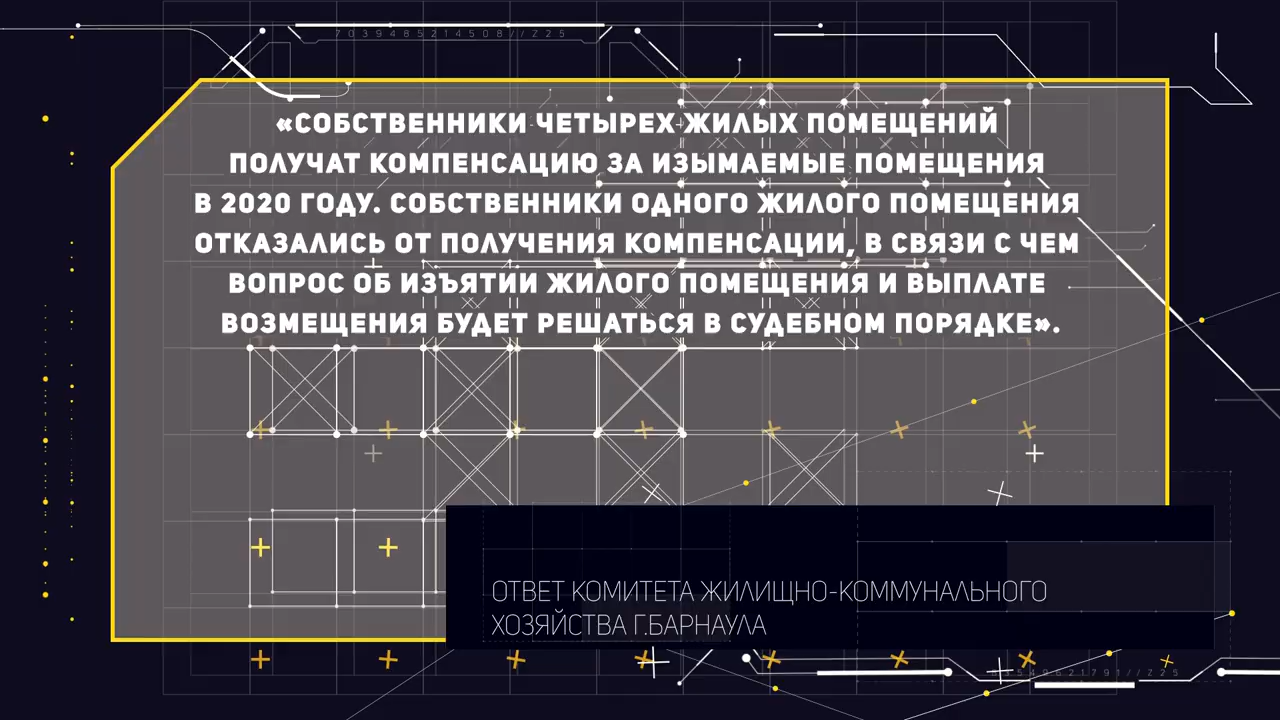 7039485214508//Z25
«СОБСТВЕННИКИ ЧЕТЫРЕХ ЖИЛЫХ ПОМЕЩЕНИЙ
ПОЛУЧАТ КОМПЕНСАЦИЮ ЗА ИЗЫМАЕМЫЕ ПОМЕЩЕНИЯ
В 2020 ГОДУ. СОБСТВЕННИКИ ОДНОГО ЖИЛОГО ПОМЕЩЕНИЯ
ОТКАЗАЛИСЬ ОТ ПОЛУЧЕНИЯ КОМПЕНСАЦИИ, В СВЯЗИ С ЧЕМ
ВОПРОС ОБ ИЗЪЯТИИ ЖИЛОГО ПОМЕЩЕНИЯ И ВЫПЛАТЕ
ВОЗМЕЩЕНИЯ БУДЕТ РЕШАТЬСЯ В СУДЕБНОМ ПОРЯДКЕ».
ОТВЕТ КОМИТЕТА ЖИЛИЩНО-КОММУНАЛЬНОГО
ХОЗЯЙСТВА Г.БАРНАУЛА